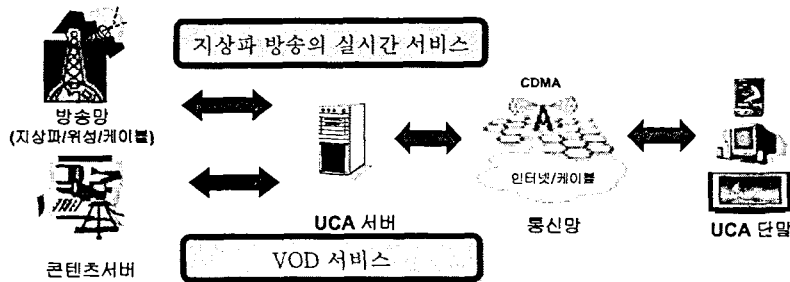 지상파 방송의 실시간 서비스
CDMA
방송망
(지상파/위성/케이블)
인터넷/케이블
UCA 서버
통신망
UCA 단말
콘텐츠서버
VOD 서비스